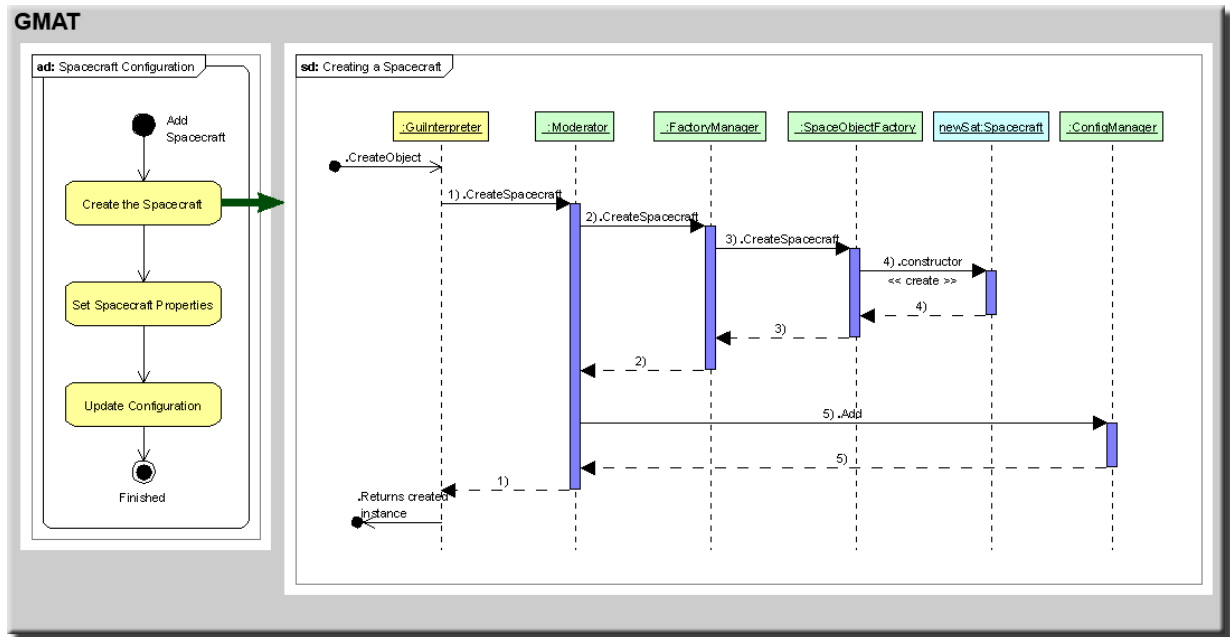 GMAT
ad: Spacecraft Configuration
Add
Spacecraft
Create the Spacecraft
Set Spacecraft Properties
Update Configuration
Finished
sd: Creating a Spacecraft
:GuiInterpreter
:Moderator
:FactoryManager
:SpaceObjectFactory
newSat:Spacecraft
:ConfigManager
.CreateObject
1) .CreateSpacecraft
2) .CreateSpacecraft
3) .CreateSpacecraft
4) .constructor
<< create >>
4)
3)
2)
5) .Add
5)
1)
.Returns created
instance